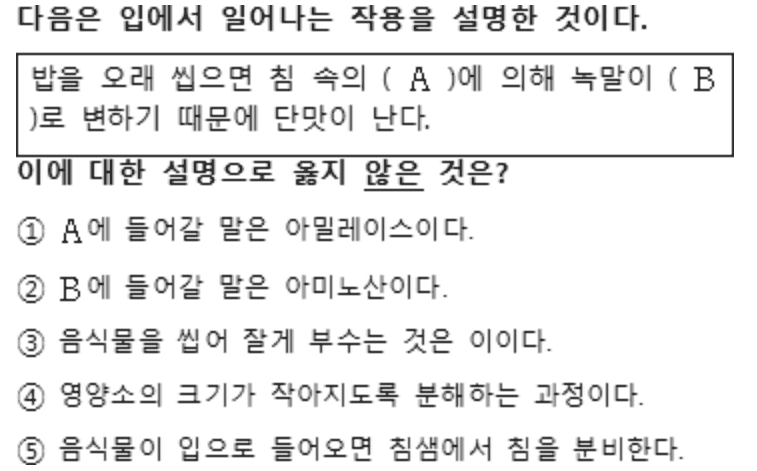 다음은 입에서 일어나는 작용을 설명한 것이다.
밥을 오래 씹으면 침 속의 ( A )에 의해 녹말이 ( B
)로 변하기 때문에 단맛이 난다.
이에 대한 설명으로 옳지 않은 것은?
① A에 들어갈 말은 아밀레이스이다.
② B에 들어갈 말은 아미노산이다.
③ 음식물을 씹어 잘게 부수는 것은 이이다.
④ 영양소의 크기가 작아지도록 분해하는 과정이다.
⑤ 음식물이 입으로 들어오면 침샘에서 침을 분비한다.